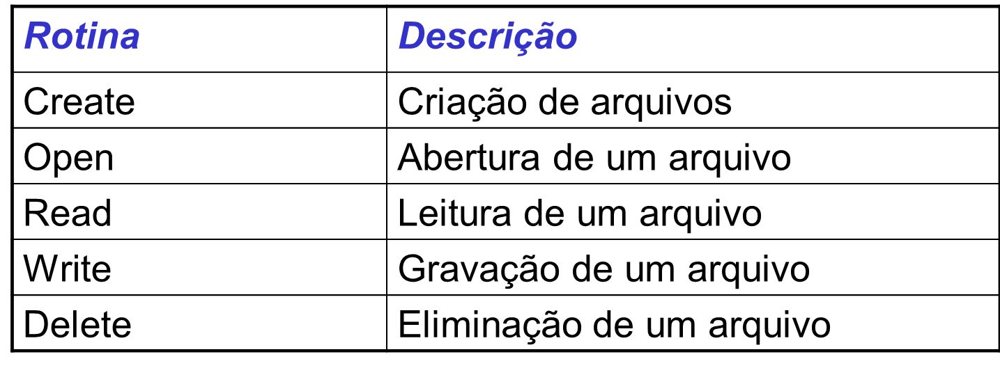 Rotina Descrição
Create Criação de arquivos
Open Abertura de um arquivo
Read Leitura de um arquivo
Write Gravação de um arquivo
Delete Eliminação de um arquivo